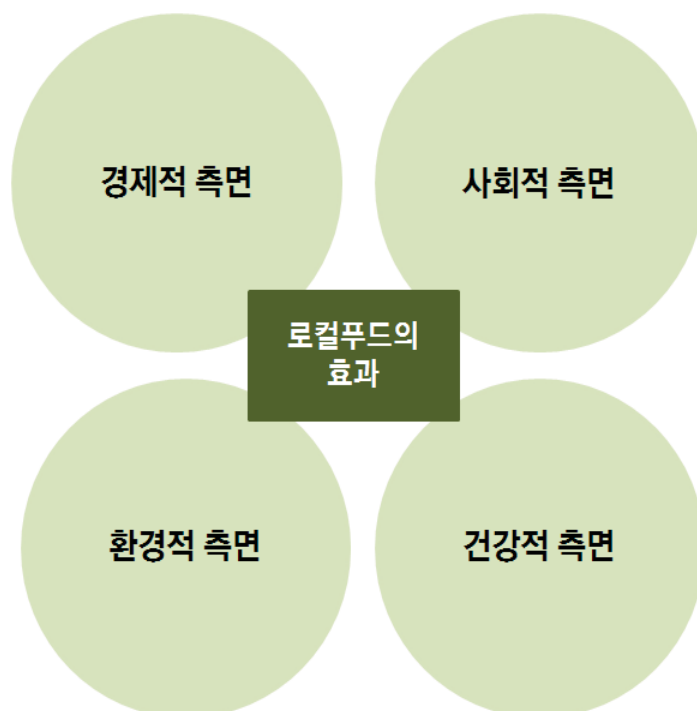 경제적 측면
사회적 측면
로컬푸드의
효과
환경적 측면
건강적 측면